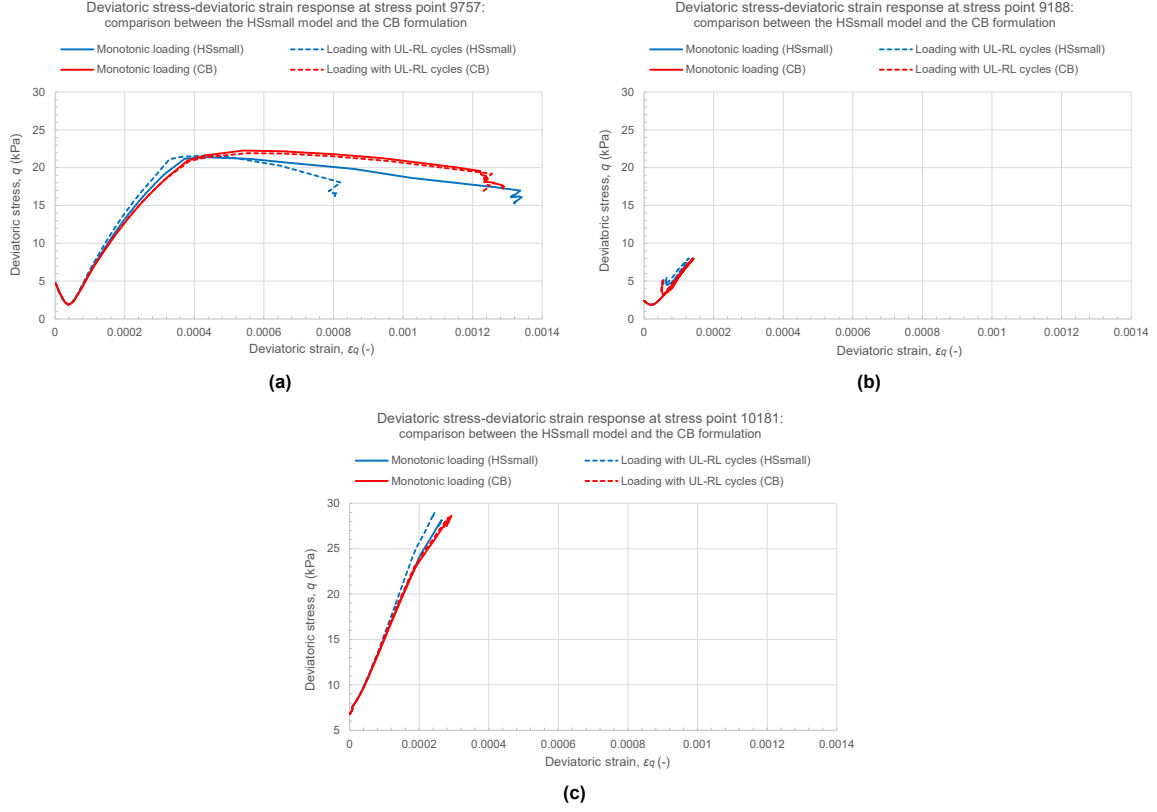 Deviatoric stress-deviatoric strain response at stress point 9757:
comparison between the HSsmall model and the CB formulation
Monotonic loading (HSsmall)
Loading with UL-RL cycles (HSsmall)
Monotonic loading (CB)
Loading with UL-RL cycles (CB)
30
25
20
15
10
5
0
Deviatoric stress, q (kPa)
0
0.0002
0.0004
0.0006
0.0008
0.001
0.0012
0.0014
Deviatoric strain, εq (-)
(a)
Deviatoric stress-deviatoric strain response at stress point 9188:
comparison between the HSsmall model and the CB formulation
Monotonic loading (HSsmall)
Loading with UL-RL cycles (HSsmall)
Monotonic loading (CB)
Loading with UL-RL cycles (CB)
30
25
20
15
10
5
0
Deviatoric stress, q (kPa)
0
0.0002
0.0004
0.0006
0.0008
0.001
0.0012
0.0014
Deviatoric strain, εq (-)
(b)
Deviatoric stress-deviatoric strain response at stress point 10181:
comparison between the HSsmall model and the CB formulation
Monotonic loading (HSsmall)
Loading with UL-RL cycles (HSsmall)
Monotonic loading (CB)
Loading with UL-RL cycles (CB)
30
25
20
15
10
5
Deviatoric stress, q (kPa)
0
0.0002
0.0004
0.0006
0.0008
0.001
0.0012
0.0014
Deviatoric strain, εq (-)
(c)